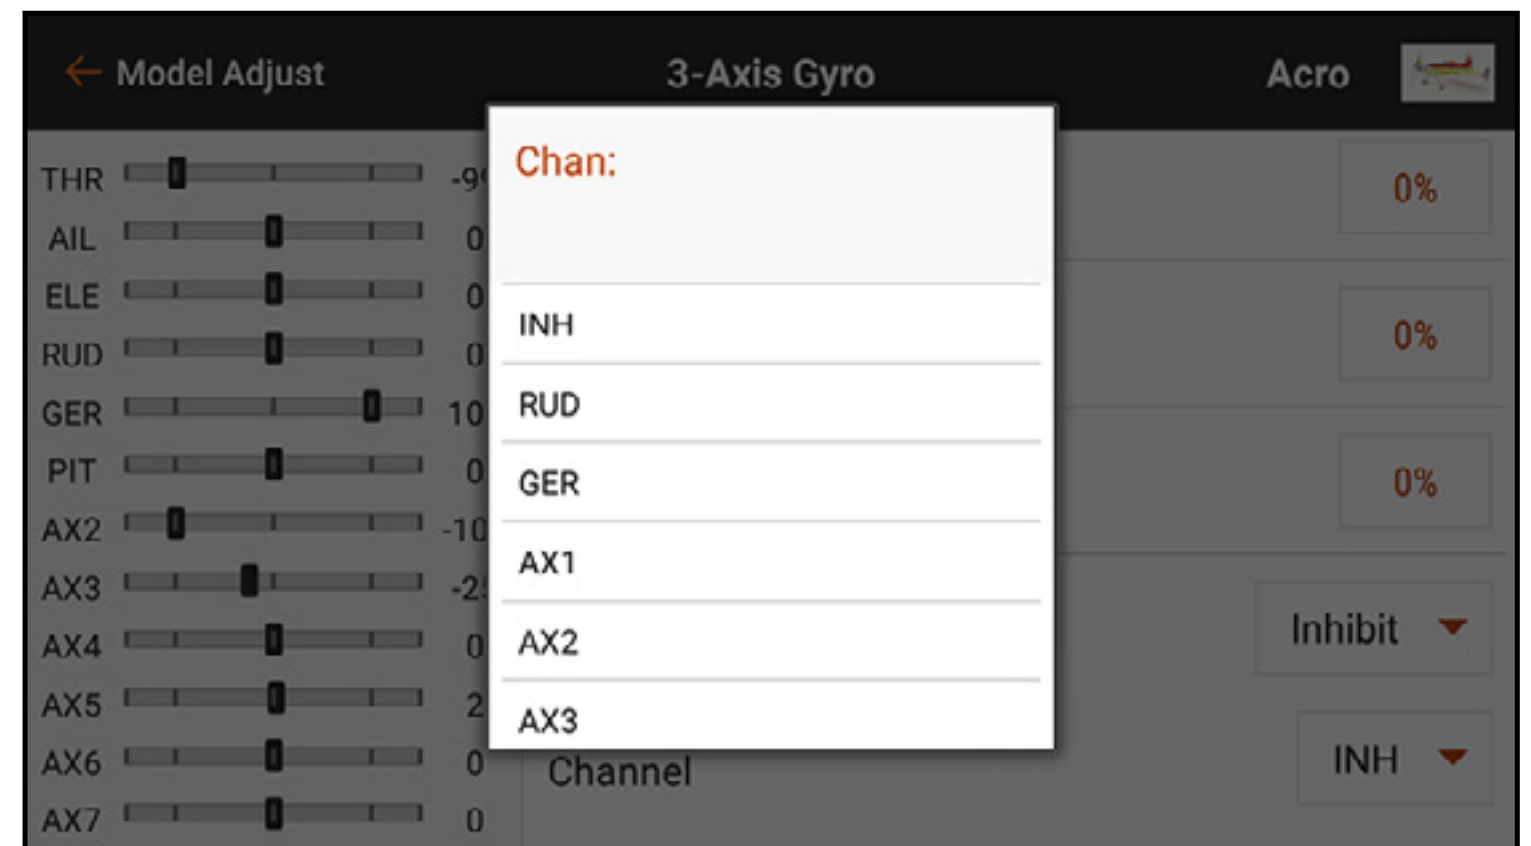 Model Adjust
3-Axis Gyro
Acro
THR
AIL 0
ELE 0
RUD 0
GER
PIT 0
AX2
AX3
AX4 0
AX5 2
AX6 0
AX7 0
Chan:
INH
RUD
GER
AX1
AX2
AX3
0%
0%
0%
Inhibit
Channel INH